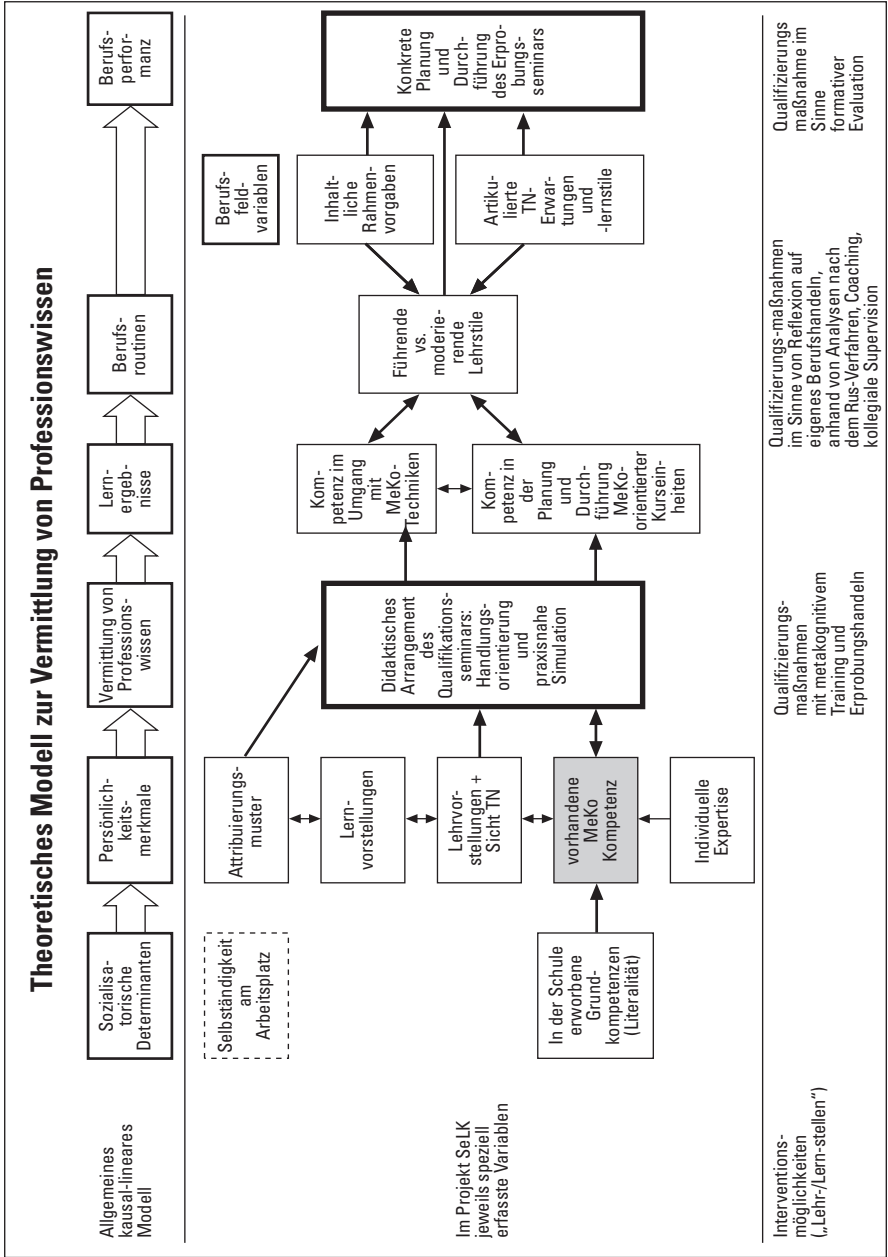 Theoretisches Modell zur Vermittlung von Professionswissen
Allgemeines
kausal-lineares
Modell
Sozialisa-
torische
Determinanten
Persönlich-
keits-
merkmale
Vermittlung von
Professions-
wissen
Lern-
ergeb-
nisse
Berufs-
routinen
Berufs-
perfor-
manz
Im Projekt SeLK
jeweils speziell
erfasste Variablen
Selbständigkeit
am
Arbeitsplatz
In der Schule
erworbene
Grund-
kompetenzen
(Literalität)
Attribuierungs-
muster
Lern-
vorstellungen
Lehrvor-
stellungen +
Sicht TN
vorhandene
MeKo
Kompetenz
Individuelle
Expertise
Didaktisches
Arrangement
des
Qualifikations-
seminars:
Handlungs-
orientierung
und
praxisnahe
Simulation
Kom-
petenz im
Umgang
mit
MeKo-
Techniken
Kom-
petenz in
der
Planung
und
Durch-
führung
MeKo-
orientierter
Kursein-
heiten
Führende
vs.
moderie-
rende
Lehrstile
Berufs-
feld-
variablen
Inhalt-
liche
Rahmen-
vorgaben
Artiku-
lierte
TN-
Erwar-
tungen
und
-lernstile
Konkrete
Planung
und
Durch-
führung
des Erpro-
bungs-
seminars
Interventions-
möglichkeiten
(„Lehr-/Lern-stellen“)
Qualifizierungs-
maßnahmen
mit metakognitivem
Training und
Erprobungshandeln
Qualifizierungs-maßnahmen
im Sinne von Reflexion auf
eigenes Berufshandeln,
anhand von Analysen nach
dem Rus-Verfahren, Coaching,
kollegiale Supervision
Qualifizierungs
maßnahme im
Sinne
formativer
Evaluation